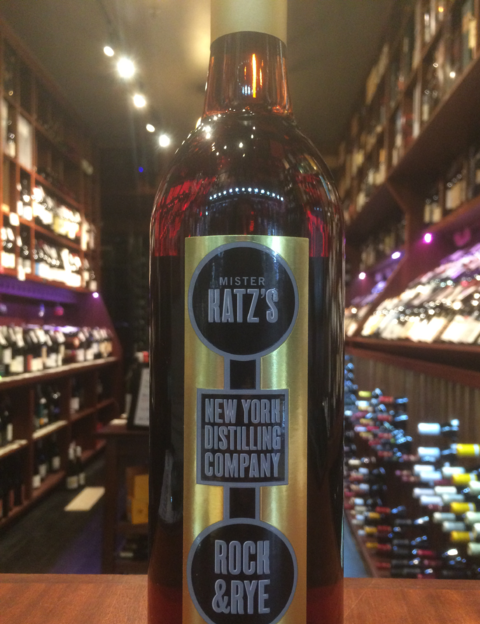 MISTER
KATZ'S
NEW YORK
DISTILLING
COMPANY
ROCK
&RYE